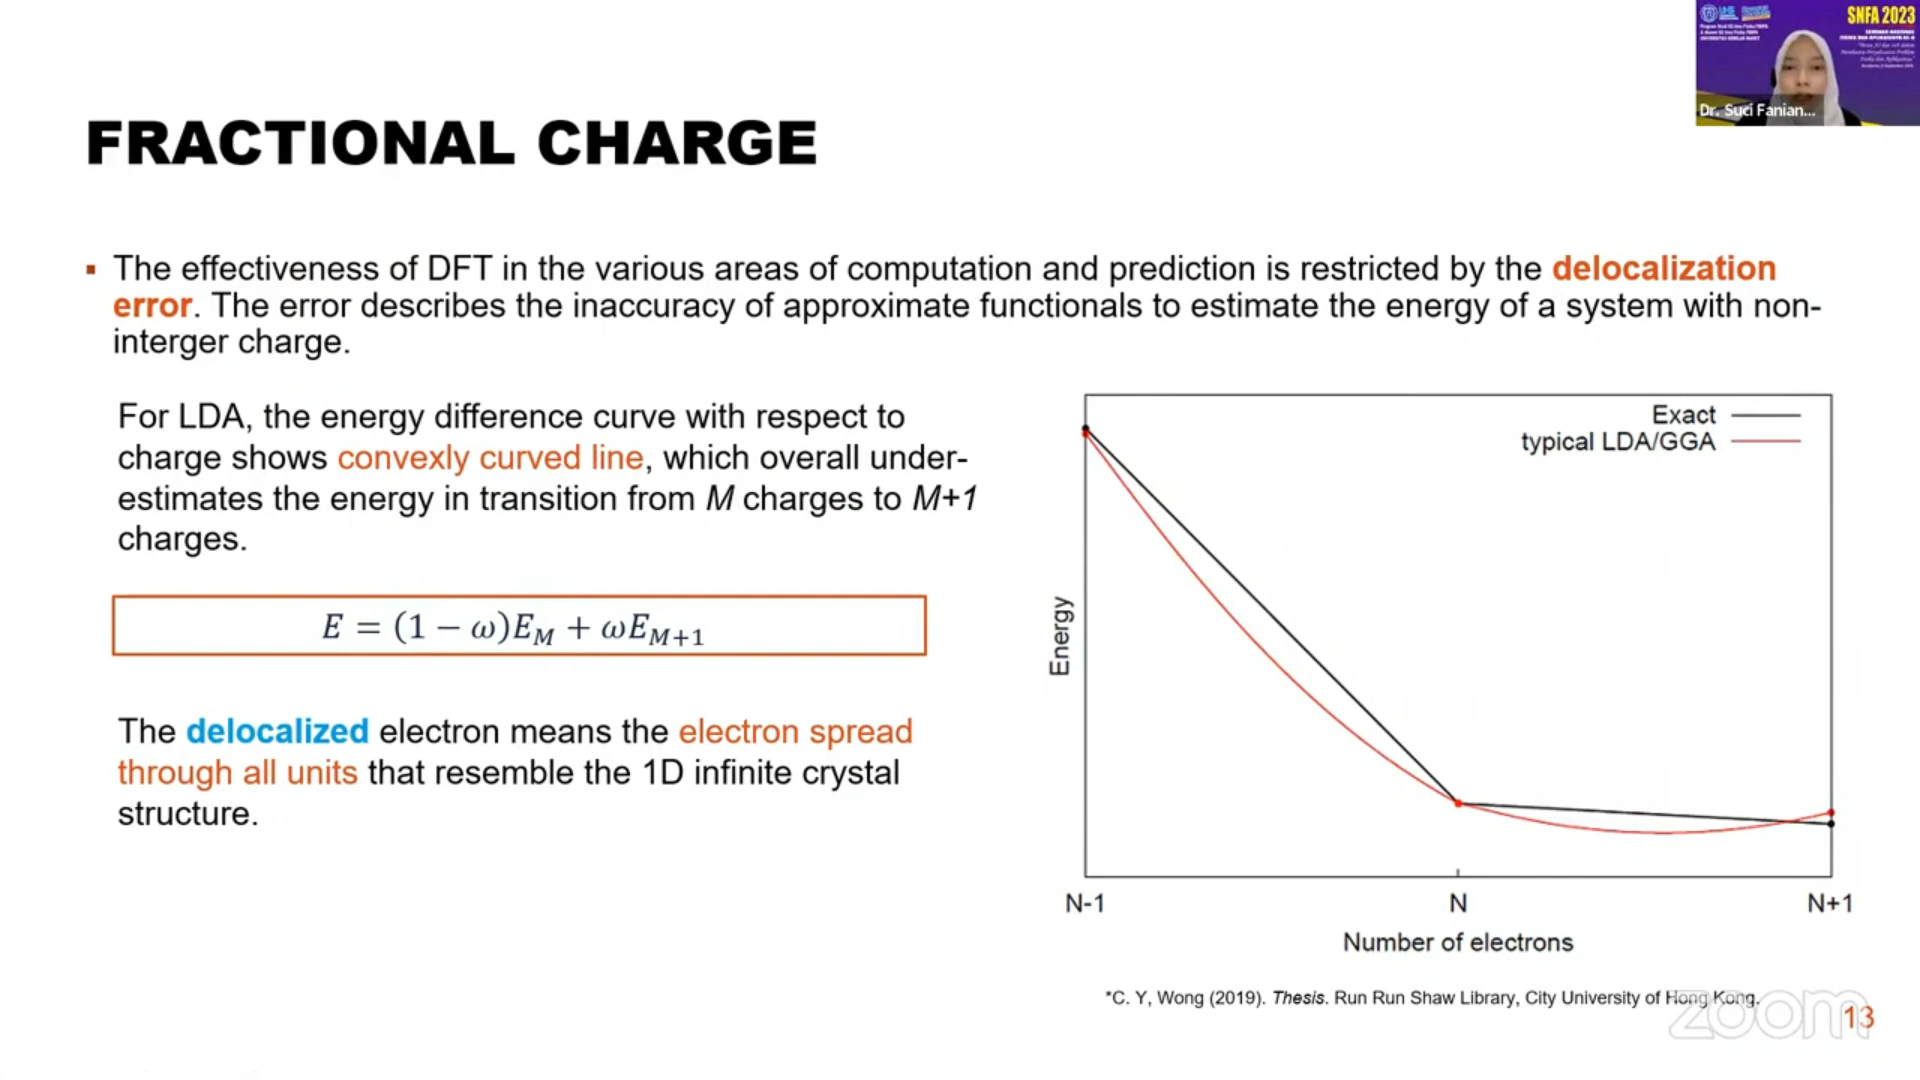 SNFA 2023
Dr. Suci Fanian...
FRACTIONAL CHARGE
▪ The effectiveness of DFT in the various areas of computation and prediction is restricted by the delocalization
error. The error describes the inaccuracy of approximate functionals to estimate the energy of a system with non-
interger charge.
For LDA, the energy difference curve with respect to
charge shows convexly curved line, which overall under-
estimates the energy in transition from M charges to M+1
charges.
E = (1 − ω)E_M + ωE_{M+1}
The delocalized electron means the electron spread
through all units that resemble the 1D infinite crystal
structure.
Exact
typical LDA/GGA
Energy
N-1 N N+1
Number of electrons
*C. Y, Wong (2019). Thesis. Run Run Shaw Library, City University of Hong Kong.
zoom
13